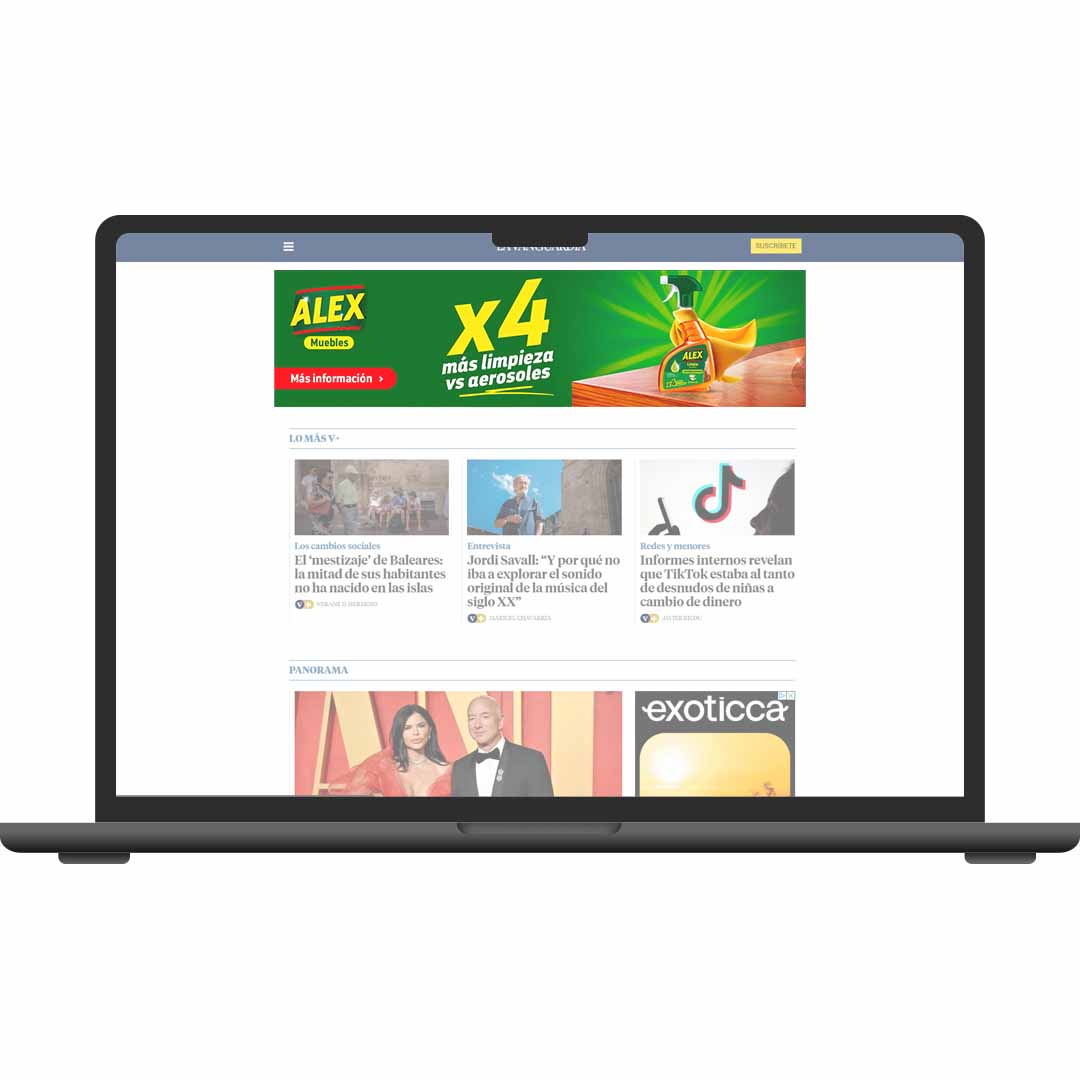 LA VANGUARDIA
SUSCRÍBETE
ALEX
Muebles
Más información ›
x4
más limpieza
vs aerosoles
ALEX
LO MÁS V+
Los cambios sociales
El ‘mestizaje’ de Baleares:
la mitad de sus habitantes
no ha nacido en las islas
V+
Entrevista
Jordi Savall: “Y por qué no
iba a explorar el sonido
original de la música del
siglo XX”
V+
Redes y menores
Informes internos revelan
que TikTok estaba al tanto
de desnudos de niñas a
cambio de dinero
V+
JAVIER RICOU
PANORAMA
exoticca